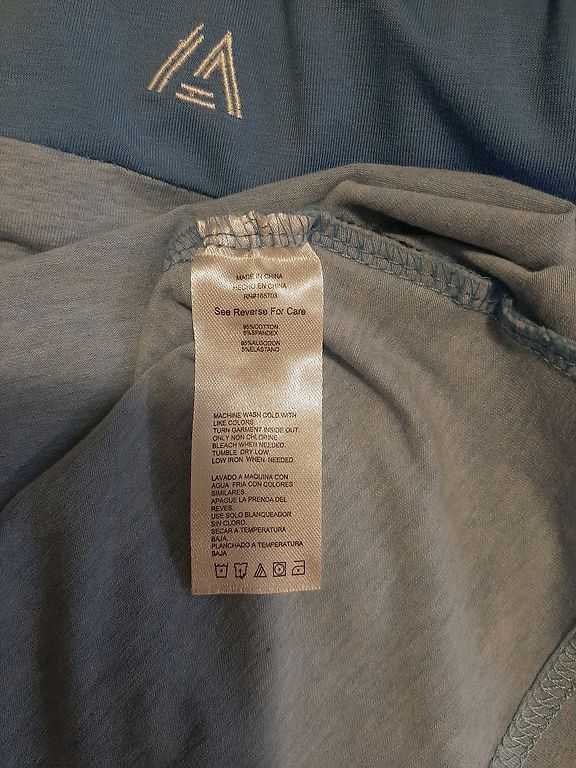 MADE IN CHINA
HECHO EN CHINA
RN#165703
See Reverse For Care
95%COTTON
5%SPANDEX
95%ALGODON
5%ELASTANO
MACHINE WASH COLD WITH
LIKE COLORS.
TURN GARMENT INSIDE OUT.
ONLY NON CHLORINE
BLEACH WHEN NEEDED.
TUMBLE DRY LOW.
LOW IRON WHEN NEEDED.
LAVADO A MAQUINA CON
AGUA FRIA CON COLORES
SIMILARES.
APAGUE LA PRENDA DEL
REVES.
USE SOLO BLANQUEADOR
SIN CLORO.
SECAR A TEMPERATURA
BAJA.
PLANCHADO A TEMPERATURA
BAJA